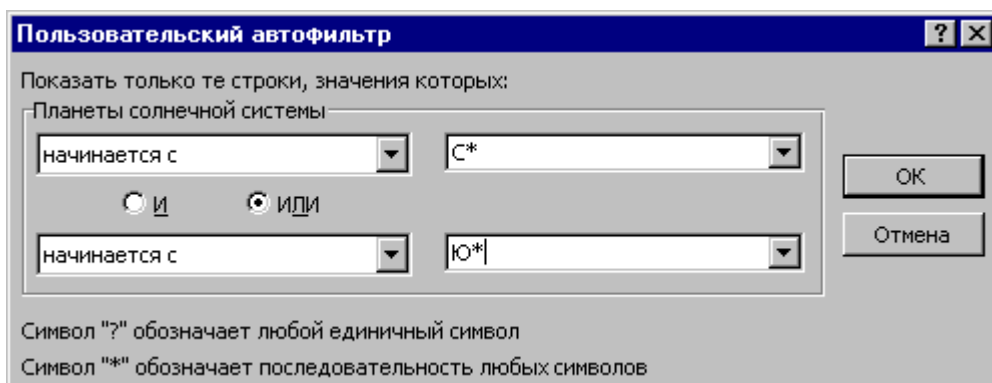 Пользовательский автофильтр
Показать только те строки, значения которых:
Планеты солнечной системы
начинается с С*
И ИЛИ
начинается с Ю*
OK
Отмена
Символ "?" обозначает любой единичный символ
Символ "*" обозначает последовательность любых символов